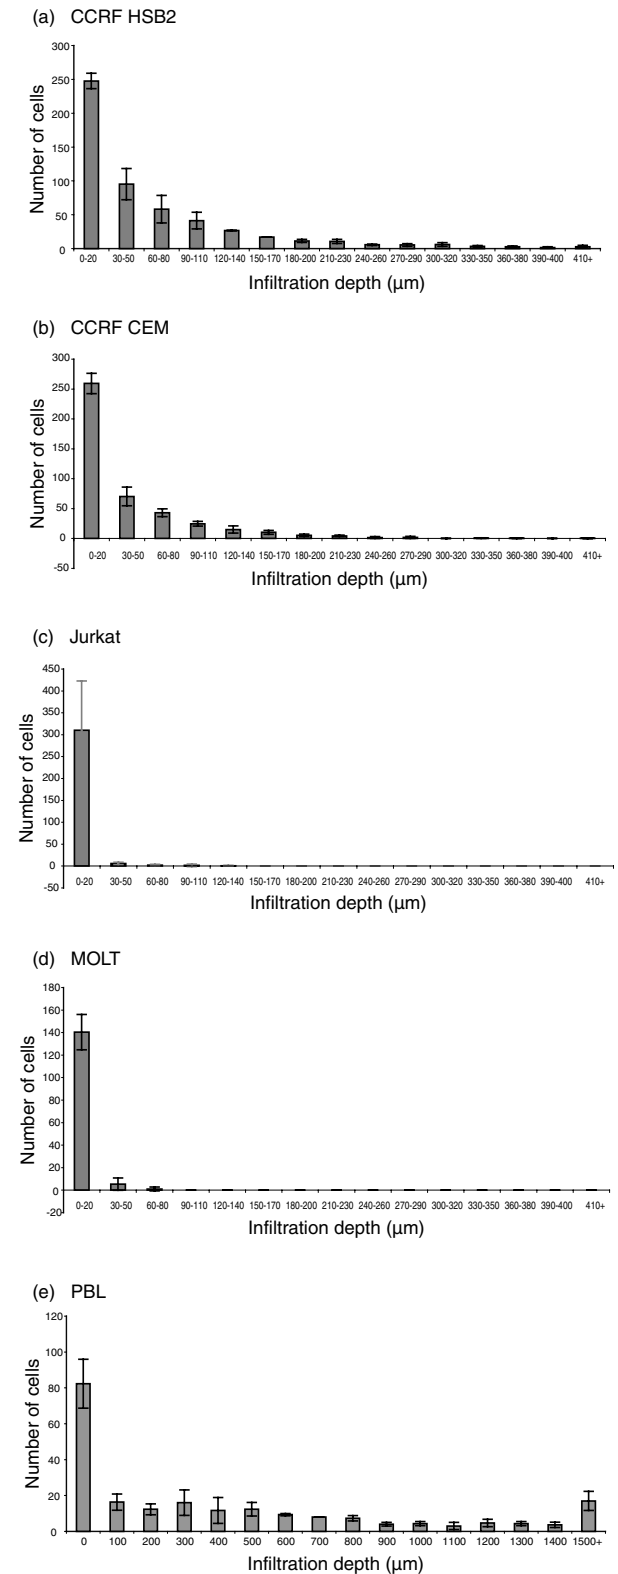 (a) CCRF HSB2
300
250
200
150
100
50
0
Number of cells
0-20 30-50 60-80 90-110 120-140 150-170 180-200 210-230 240-260 270-290 300-320 330-350 360-380 390-400 410+
Infiltration depth (µm)
(b) CCRF CEM
300
250
200
150
100
50
0
-50
Number of cells
0-20 30-50 60-80 90-110 120-140 150-170 180-200 210-230 240-260 270-290 300-320 330-350 360-380 390-400 410+
Infiltration depth (µm)
(c) Jurkat
450
400
350
300
250
200
150
100
50
0
-50
Number of cells
0-20 30-50 60-80 90-110 120-140 150-170 180-200 210-230 240-260 270-290 300-320 330-350 360-380 390-400 410+
Infiltration depth (µm)
(d) MOLT
180
160
140
120
100
80
60
40
20
0
-20
Number of cells
0-20 30-50 60-80 90-110 120-140 150-170 180-200 210-230 240-260 270-290 300-320 330-350 360-380 390-400 410+
Infiltration depth (µm)
(e) PBL
120
100
80
60
40
20
0
Number of cells
0 100 200 300 400 500 600 700 800 900 1000 1100 1200 1300 1400 1500+
Infiltration depth (µm)